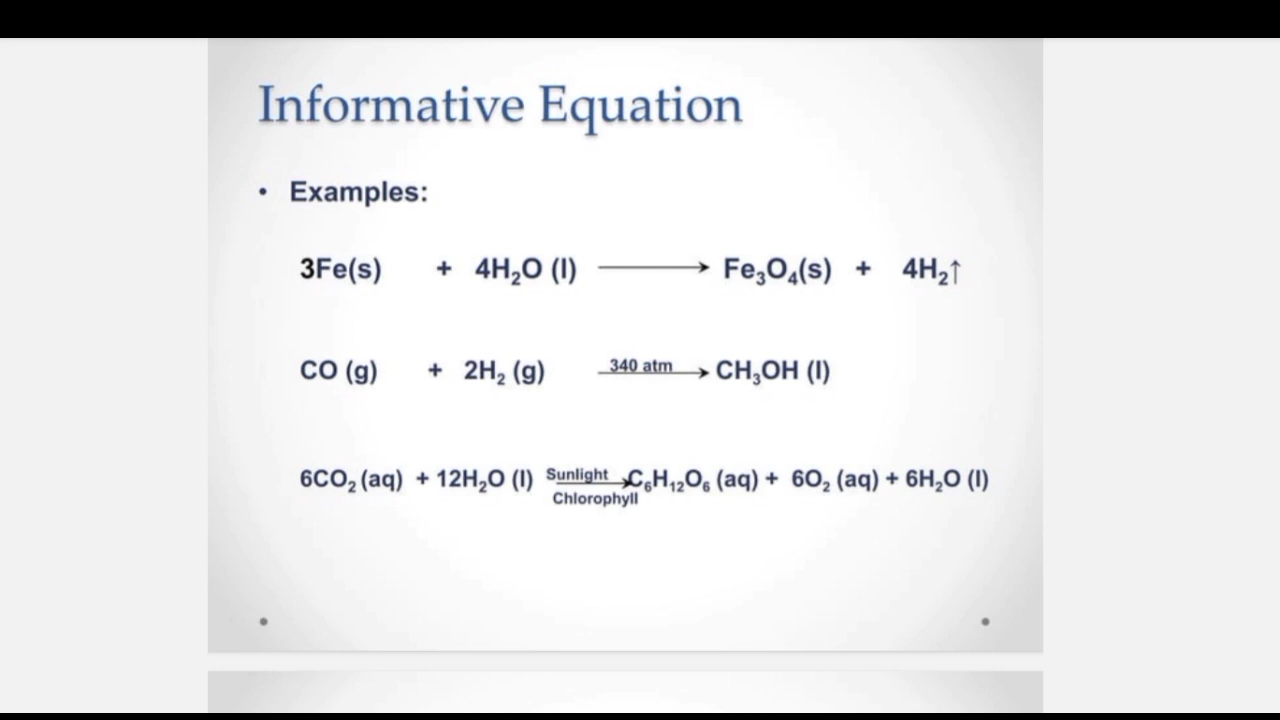 Informative Equation
• Examples:
3Fe(s) + 4H₂O (l) ⟶ Fe₃O₄(s) + 4H₂↑
340 atm
CO (g) + 2H₂ (g) ⟶ CH₃OH (l)
Sunlight
6CO₂ (aq) + 12H₂O (l) ⟶ C₆H₁₂O₆ (aq) + 6O₂ (aq) + 6H₂O (l)
Chlorophyll